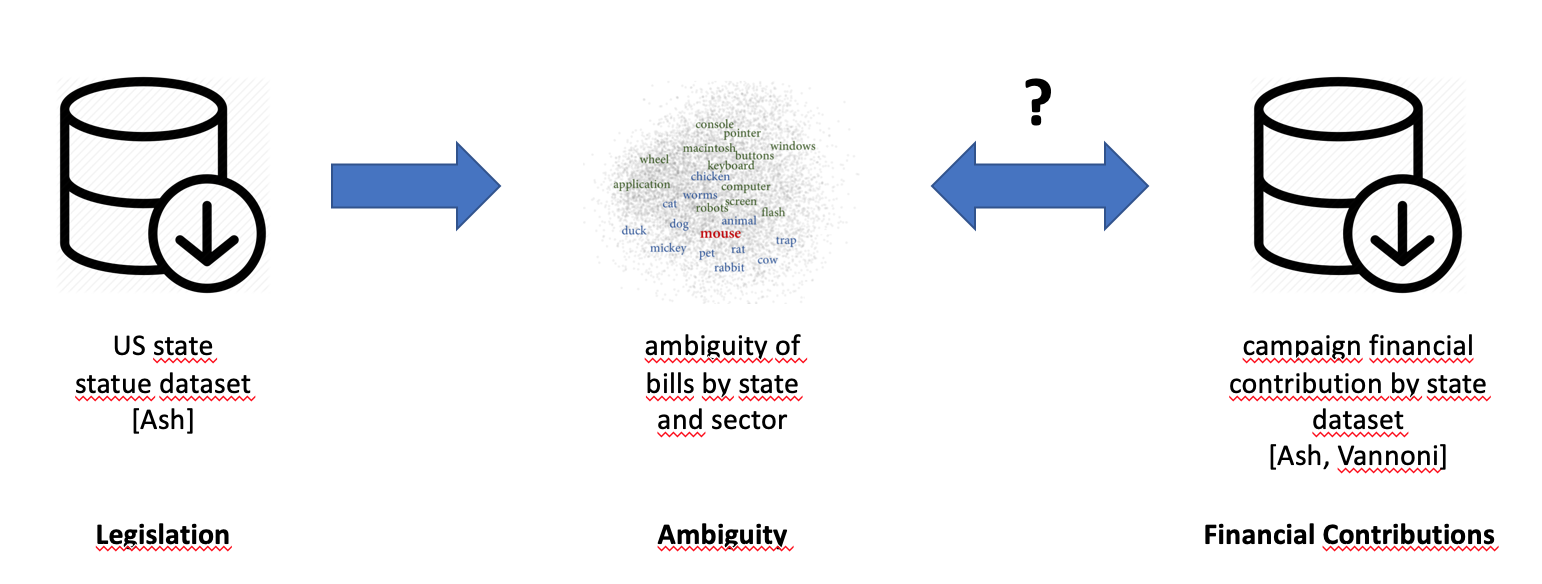 ?
console
pointer
macintosh
windows
buttons
wheel
keyboard
chicken
application
computer
worms
screen
cat
robots
flash
animal
dog
duck
mouse
trap
mickey
rat
pet
cow
rabbit
US state
statue dataset
[Ash]
ambiguity of
bills by state
and sector
campaign financial
contribution by state
dataset
[Ash, Vannoni]
Legislation
Ambiguity
Financial Contributions